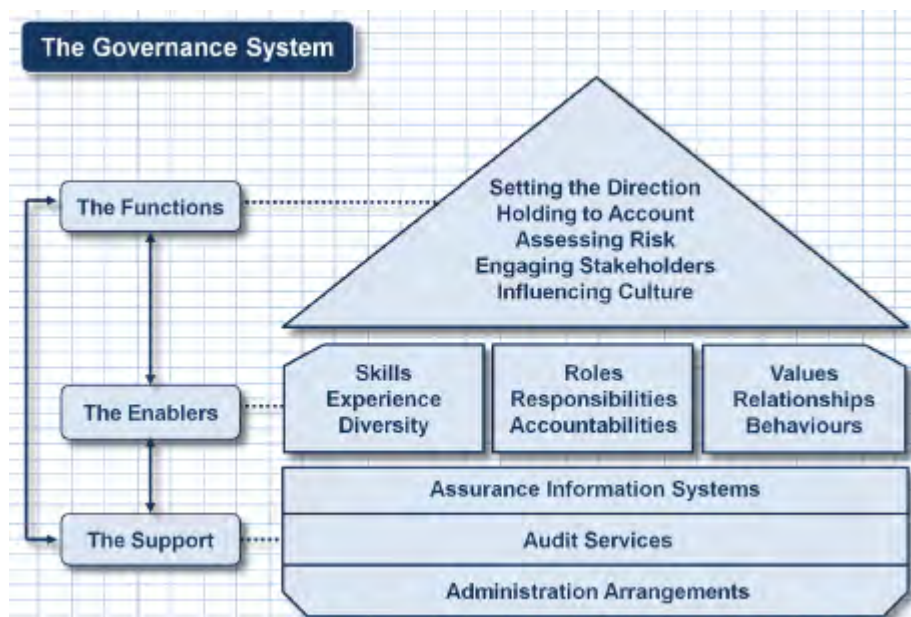 The Governance System
The Functions
Setting the Direction
Holding to Account
Assessing Risk
Engaging Stakeholders
Influencing Culture
The Enablers
Skills
Experience
Diversity
Roles
Responsibilities
Accountabilities
Values
Relationships
Behaviours
The Support
Assurance Information Systems
Audit Services
Administration Arrangements